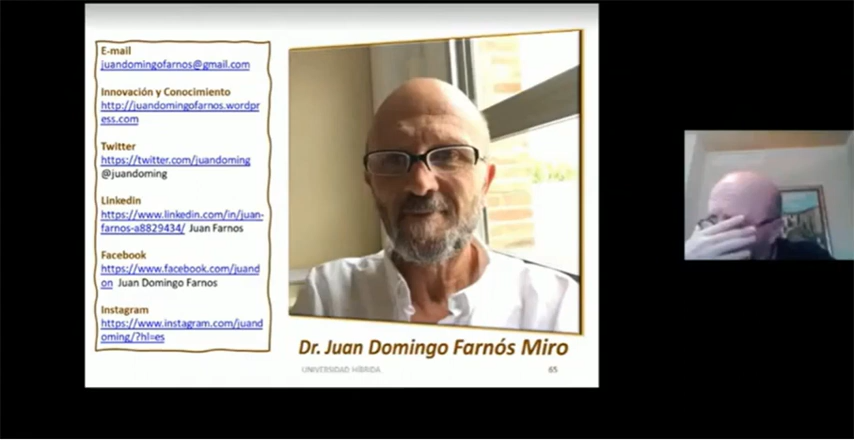 E-mail
juandomingofarnos@gmail.com
Innovación y Conocimiento
http://juandomingofarnos.wordpr
ess.com
Twitter
https://twitter.com/juandoming
@juandoming
Linkedin
https://www.linkedin.com/in/juan-
farnos-a8829434/ Juan Farnos
Facebook
https://www.facebook.com/juand
on Juan Domingo Farnos
Instagram
https://www.instagram.com/juand
oming/?hl=es
Dr. Juan Domingo Farnós Miro
UNIVERSIDAD HÍBRIDA
65